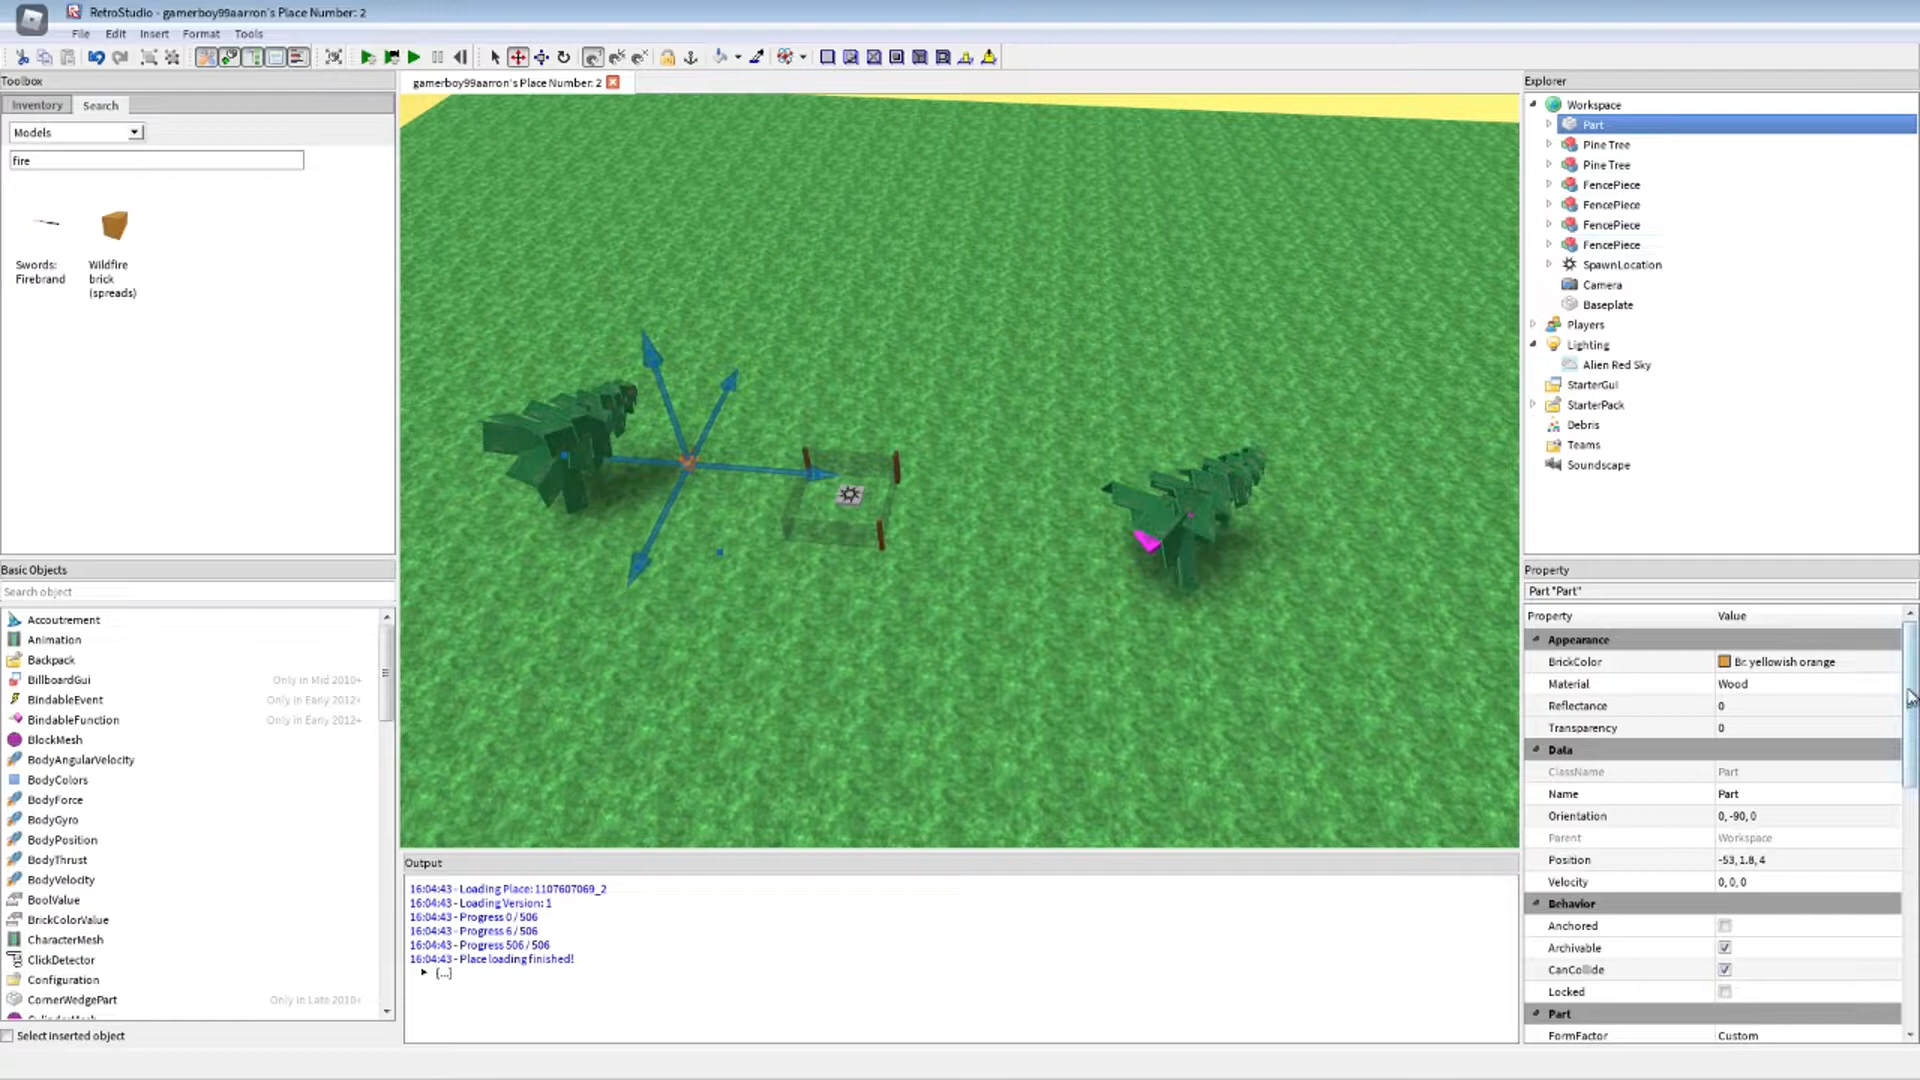 RetroStudio - gamerboy99aarron's Place Number: 2
File Edit Insert Format Tools
Toolbox
Inventory Search
Models
fire
Swords: Firebrand
Wildfire brick (spreads)
Basic Objects
Search object
Accoutrement
Animation
Backpack
BillboardGui Only in Mid 2010+
BindableEvent Only in Early 2012+
BindableFunction Only in Early 2012+
BlockMesh
BodyAngularVelocity
BodyColors
BodyForce
BodyGyro
BodyPosition
BodyThrust
BodyVelocity
BoolValue
BrickColorValue
CharacterMesh
ClickDetector
Configuration
CornerWedgePart Only in Late 2010+
Select inserted object
gamerboy99aarron's Place Number: 2
Output
16:04:43 - Loading Place: 1107607069_2
16:04:43 - Loading Version: 1
16:04:43 - Progress 0 / 506
16:04:43 - Progress 6 / 506
16:04:43 - Progress 506 / 506
16:04:43 - Place loading finished!
[...]
Explorer
Workspace
Part
Pine Tree
Pine Tree
FencePiece
FencePiece
FencePiece
FencePiece
SpawnLocation
Camera
Baseplate
Players
Lighting
Alien Red Sky
StarterGui
StarterPack
Debris
Teams
Soundscape
Property
Part "Part"
Property Value
Appearance
BrickColor Br. yellowish orange
Material Wood
Reflectance 0
Transparency 0
Data
ClassName Part
Name Part
Orientation 0, -90, 0
Parent Workspace
Position -53, 1.8, 4
Velocity 0, 0, 0
Behavior
Anchored
Archivable
CanCollide
Locked
Part
FormFactor Custom